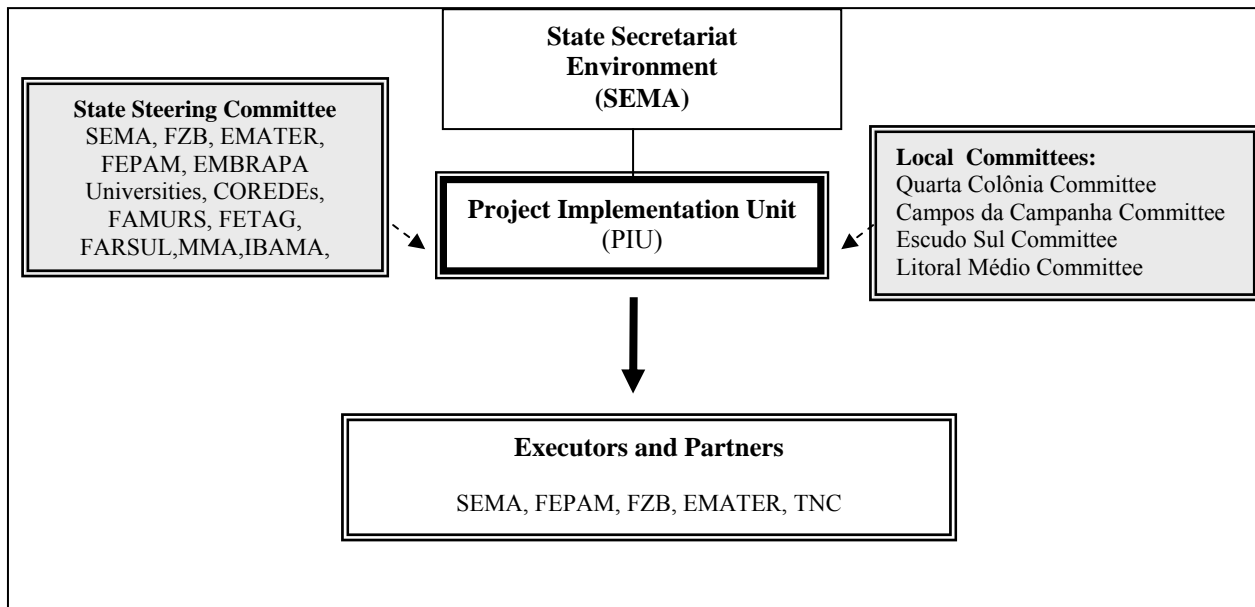 State Secretariat
Environment
(SEMA)
State Steering Committee
SEMA, FZB, EMATER,
FEPAM, EMBRAPA
Universities, COREDEs,
FAMURS, FETAG,
FARSUL,MMA,IBAMA,
Project Implementation Unit
(PIU)
Local Committees:
Quarta Colônia Committee
Campos da Campanha Committee
Escudo Sul Committee
Litoral Médio Committee
Executors and Partners
SEMA, FEPAM, FZB, EMATER, TNC